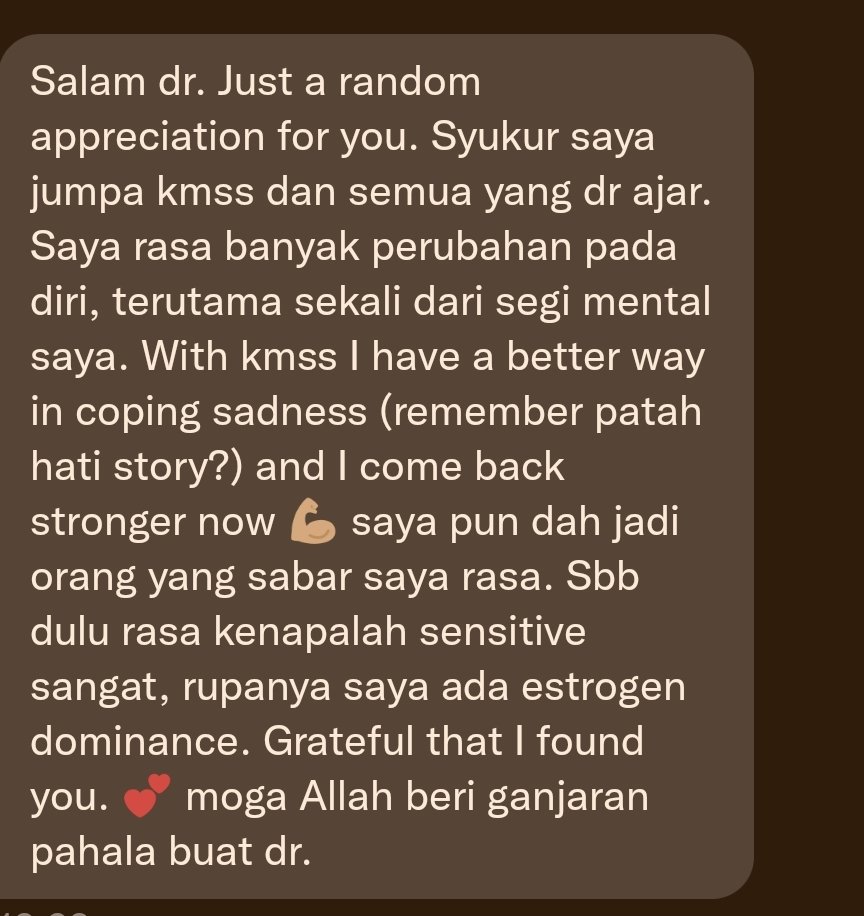 Salam dr. Just a random
appreciation for you. Syukur saya
jumpa kmss dan semua yang dr ajar.
Saya rasa banyak perubahan pada
diri, terutama sekali dari segi mental
saya. With kmss I have a better way
in coping sadness (remember patah
hati story?) and I come back
stronger now 💪🏼 saya pun dah jadi
orang yang sabar saya rasa. Sbb
dulu rasa kenapalah sensitive
sangat, rupanya saya ada estrogen
dominance. Grateful that I found
you. 💕 moga Allah beri ganjaran
pahala buat dr.